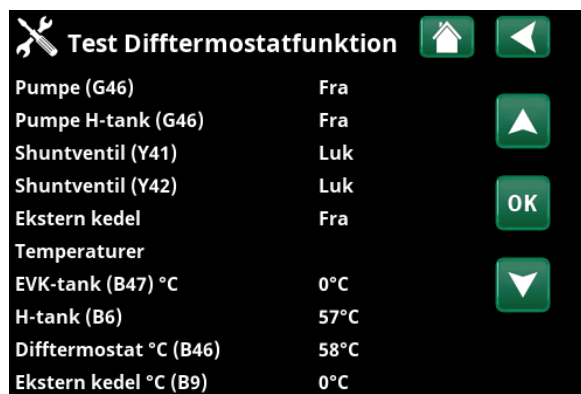 Test Difftermostatfunktion
Pumpe (G46) Fra
Pumpe H-tank (G46) Fra
Shuntventil (Y41) Luk
Shuntventil (Y42) Luk
Ekstern kedel Fra
OK
Temperaturer
EVK-tank (B47) °C 0°C
H-tank (B6) 57°C
Difftermostat °C (B46) 58°C
Ekstern kedel °C (B9) 0°C